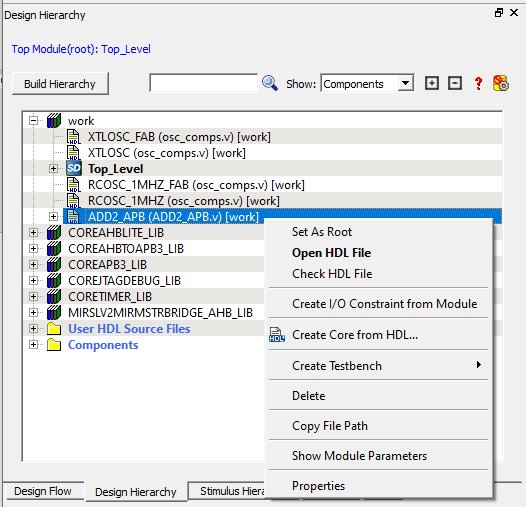 Design Hierarchy
Top Module(root): Top_Level
Build Hierarchy
Show:
Components
work
XTLOSC_FAB (osc_comps.v) [work]
XTLOSC (osc_comps.v) [work]
SD Top_Level
RCOSC_1MHZ_FAB (osc_comps.v) [work]
RCOSC_1MHZ (osc_comps.v) [work]
ADD2_APB (ADD2_APB.v) [work]
COREAHBLITE_LIB
COREAHBTOAPB3_LIB
COREAPB3_LIB
COREJTAGDEBUG_LIB
CORETIMER_LIB
MIRSLV2MIRMSTRBRIDGE_AHB_LIB
User HDL Source Files
Components
Set As Root
Open HDL File
Check HDL File
Create I/O Constraint from Module
HDL Create Core from HDL...
Create Testbench
Delete
Copy File Path
Show Module Parameters
Properties
Design Flow
Design Hierarchy
Stimulus Hiera